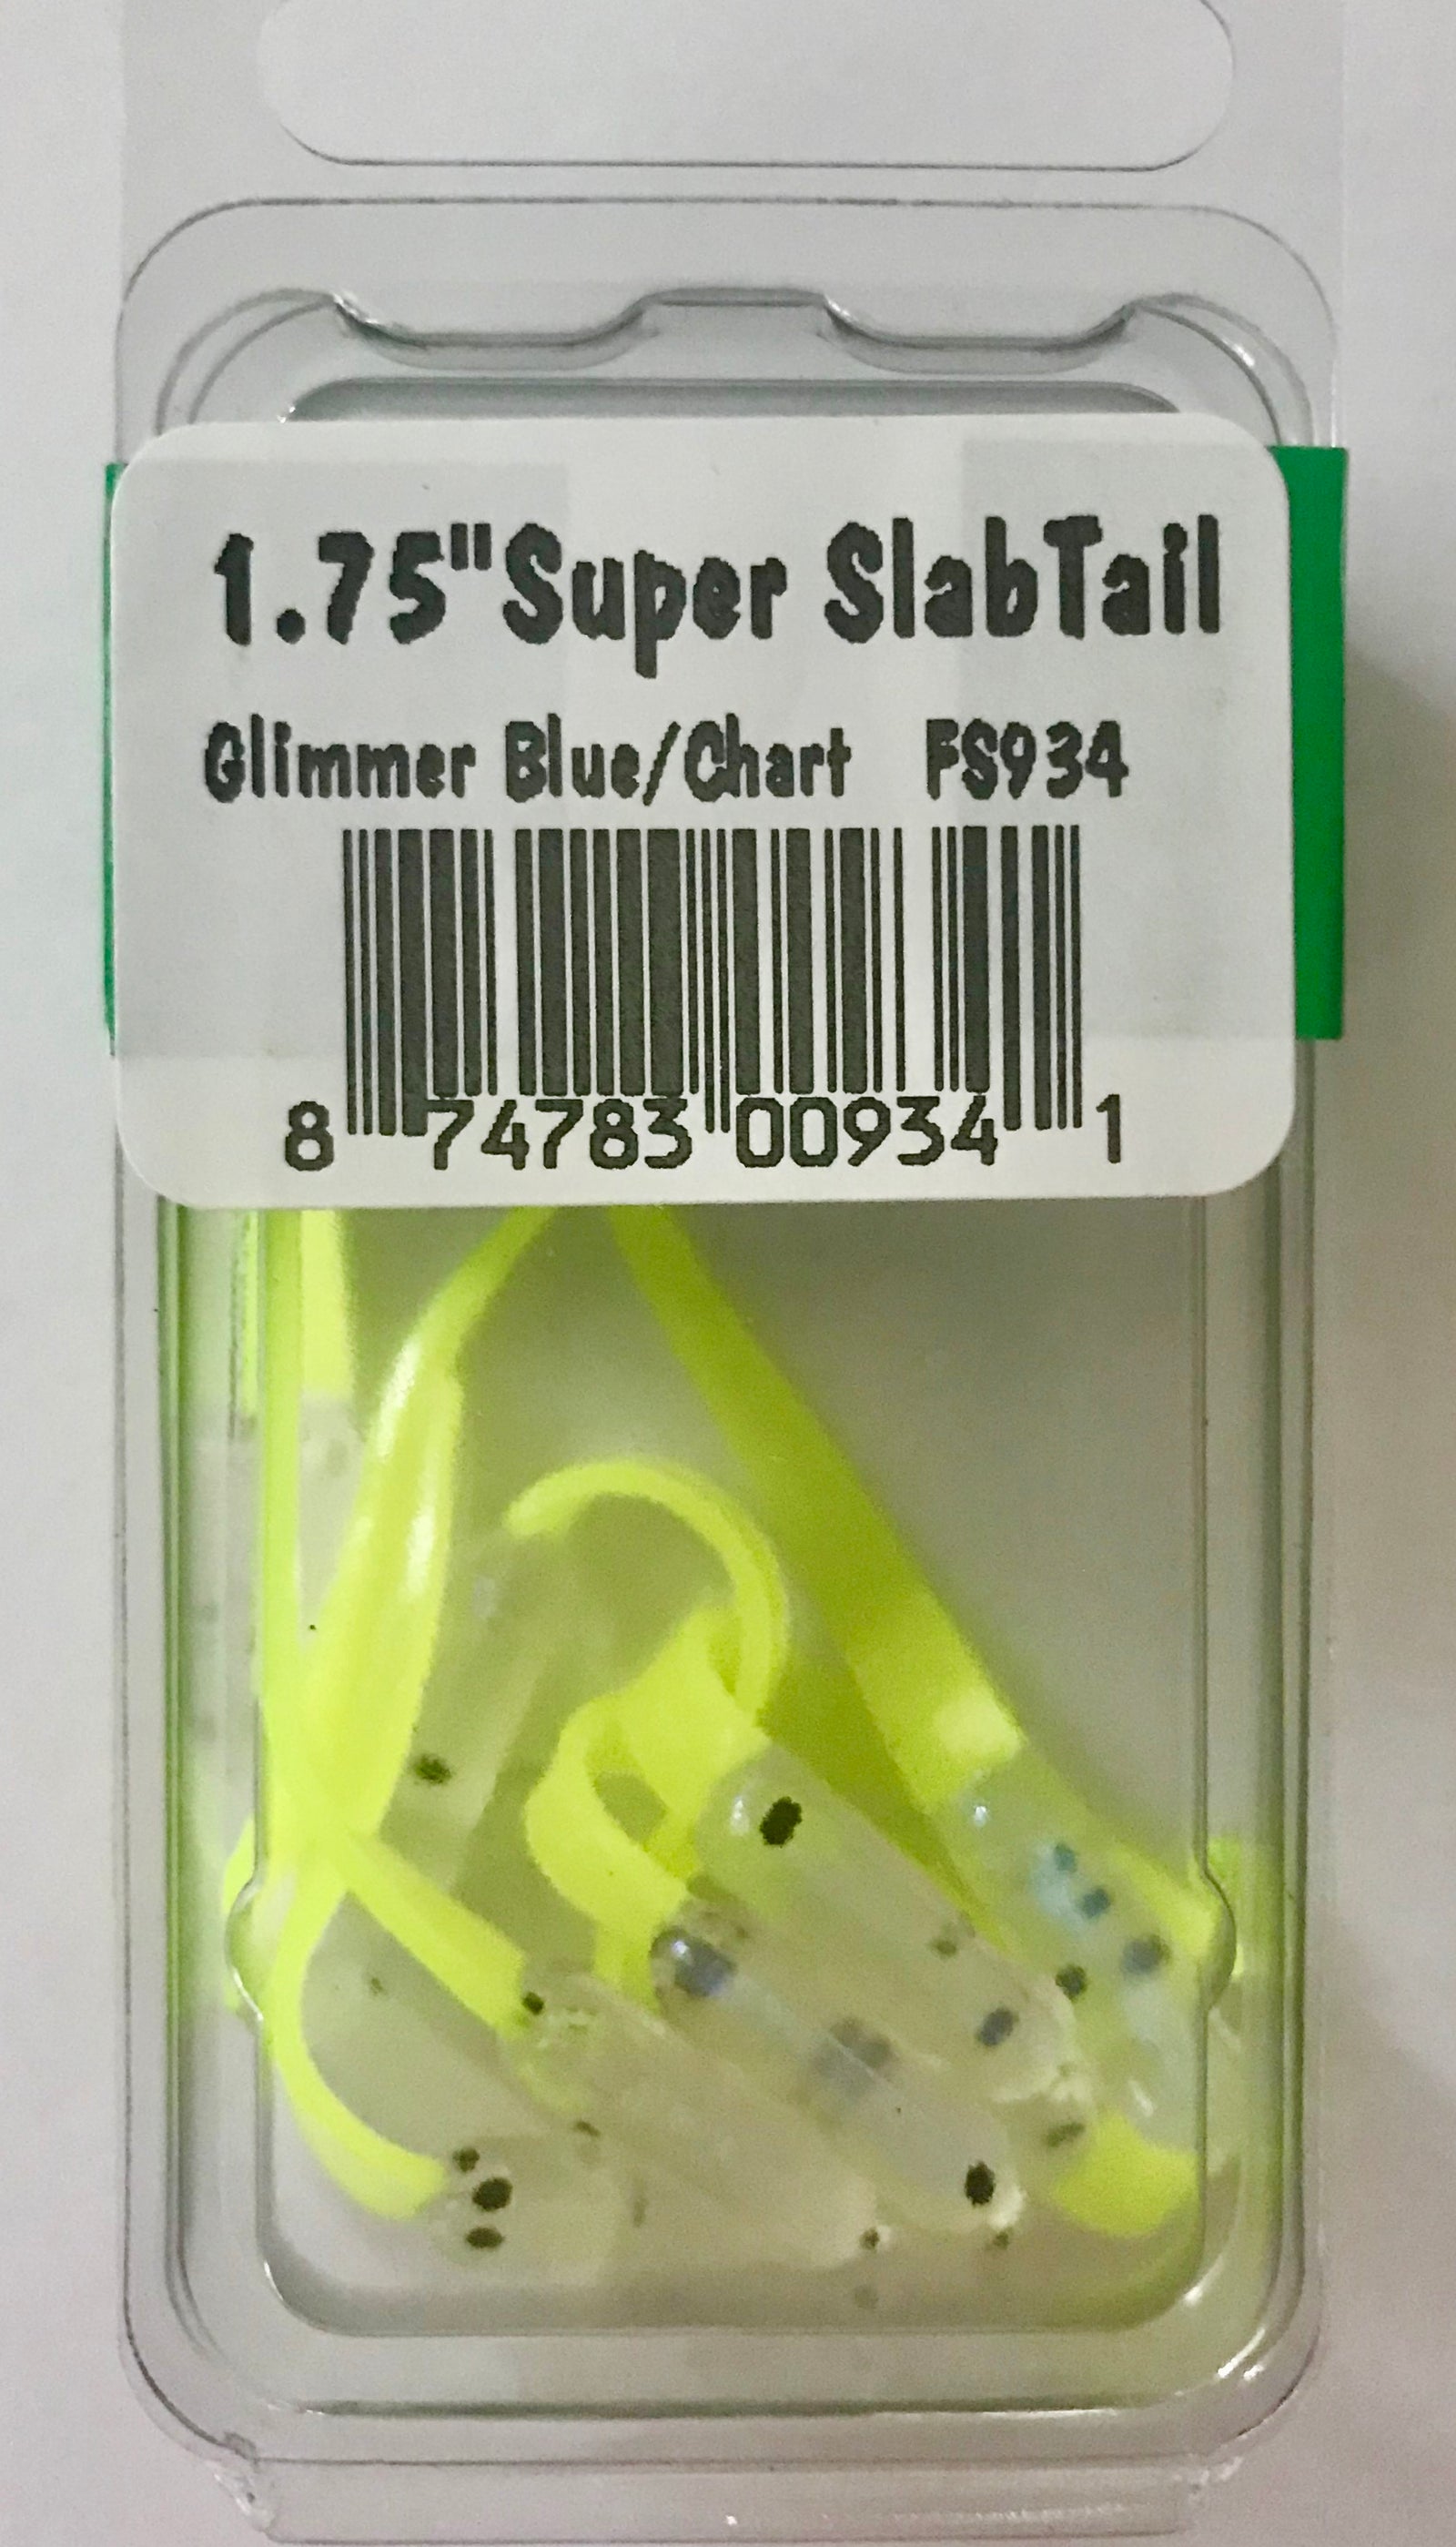 1.75"Super SlabTail
Glimmer Blue/Chart FS934
8 74783 00934 1